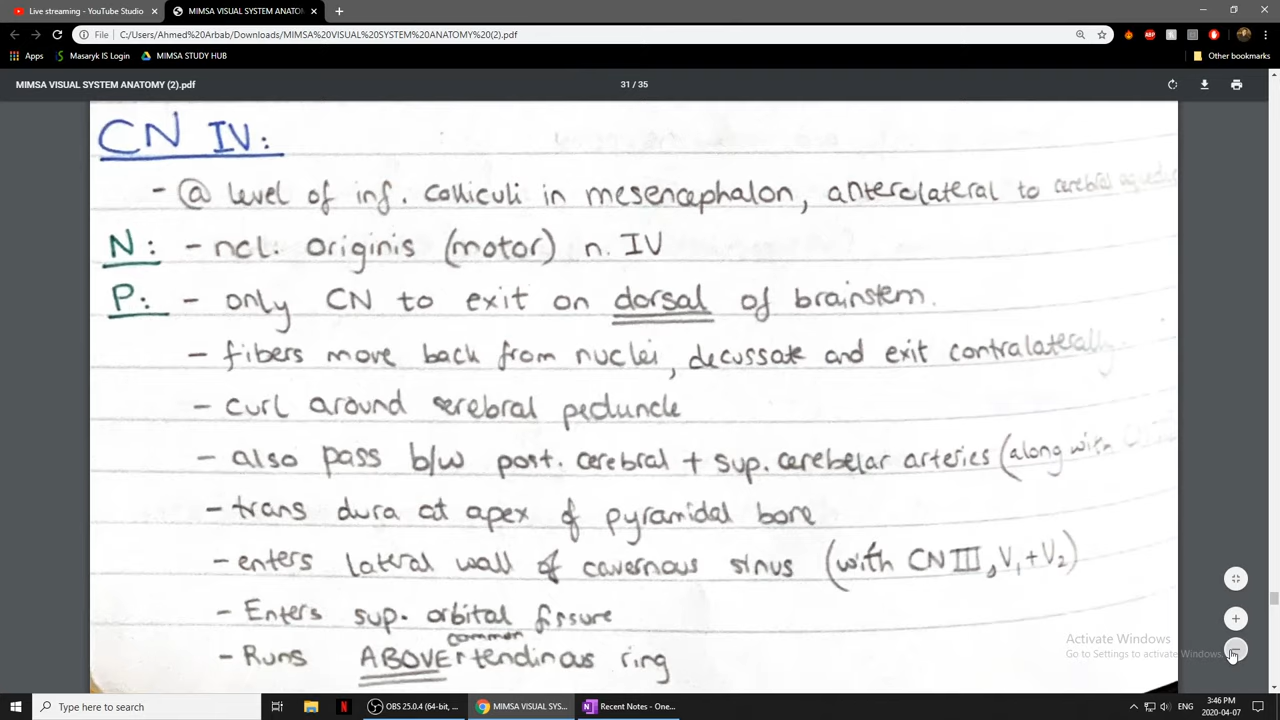 Live streaming - YouTube Studio
MIMSA VISUAL SYSTEM ANATOMY
File
C:/Users/Ahmed%20Arbab/Downloads/MIMSA%20VISUAL%20SYSTEM%20ANATOMY%20(2).pdf
Apps
Masaryk IS Login
MIMSA STUDY HUB
Other bookmarks
MIMSA VISUAL SYSTEM ANATOMY (2).pdf
31 / 35
CN IV:
- @ level of inf. colliculi in mesencephalon, anterolateral to cerebral
N: - ncl. originis (motor) n. IV
P: - only CN to exit on dorsal of brainstem.
- fibers move back from nuclei, decussate and exit contralaterally
- curl around cerebral peduncle
- also pass b/w post. cerebral + sup. cerebelar arteries (along with
- trans dura at apex of pyramidal bone
- enters lateral wall of cavernous sinus (with CN III, V1 + V2)
- Enters sup. orbital fissure
common
- Runs ABOVE tendinous ring
Activate Windows
Go to Settings to activate Windows.
Type here to search
OBS 25.0.4 (64-bit, ...
MIMSA VISUAL SYS...
Recent Notes - One...
ENG
3:46 PM
2020-04-07